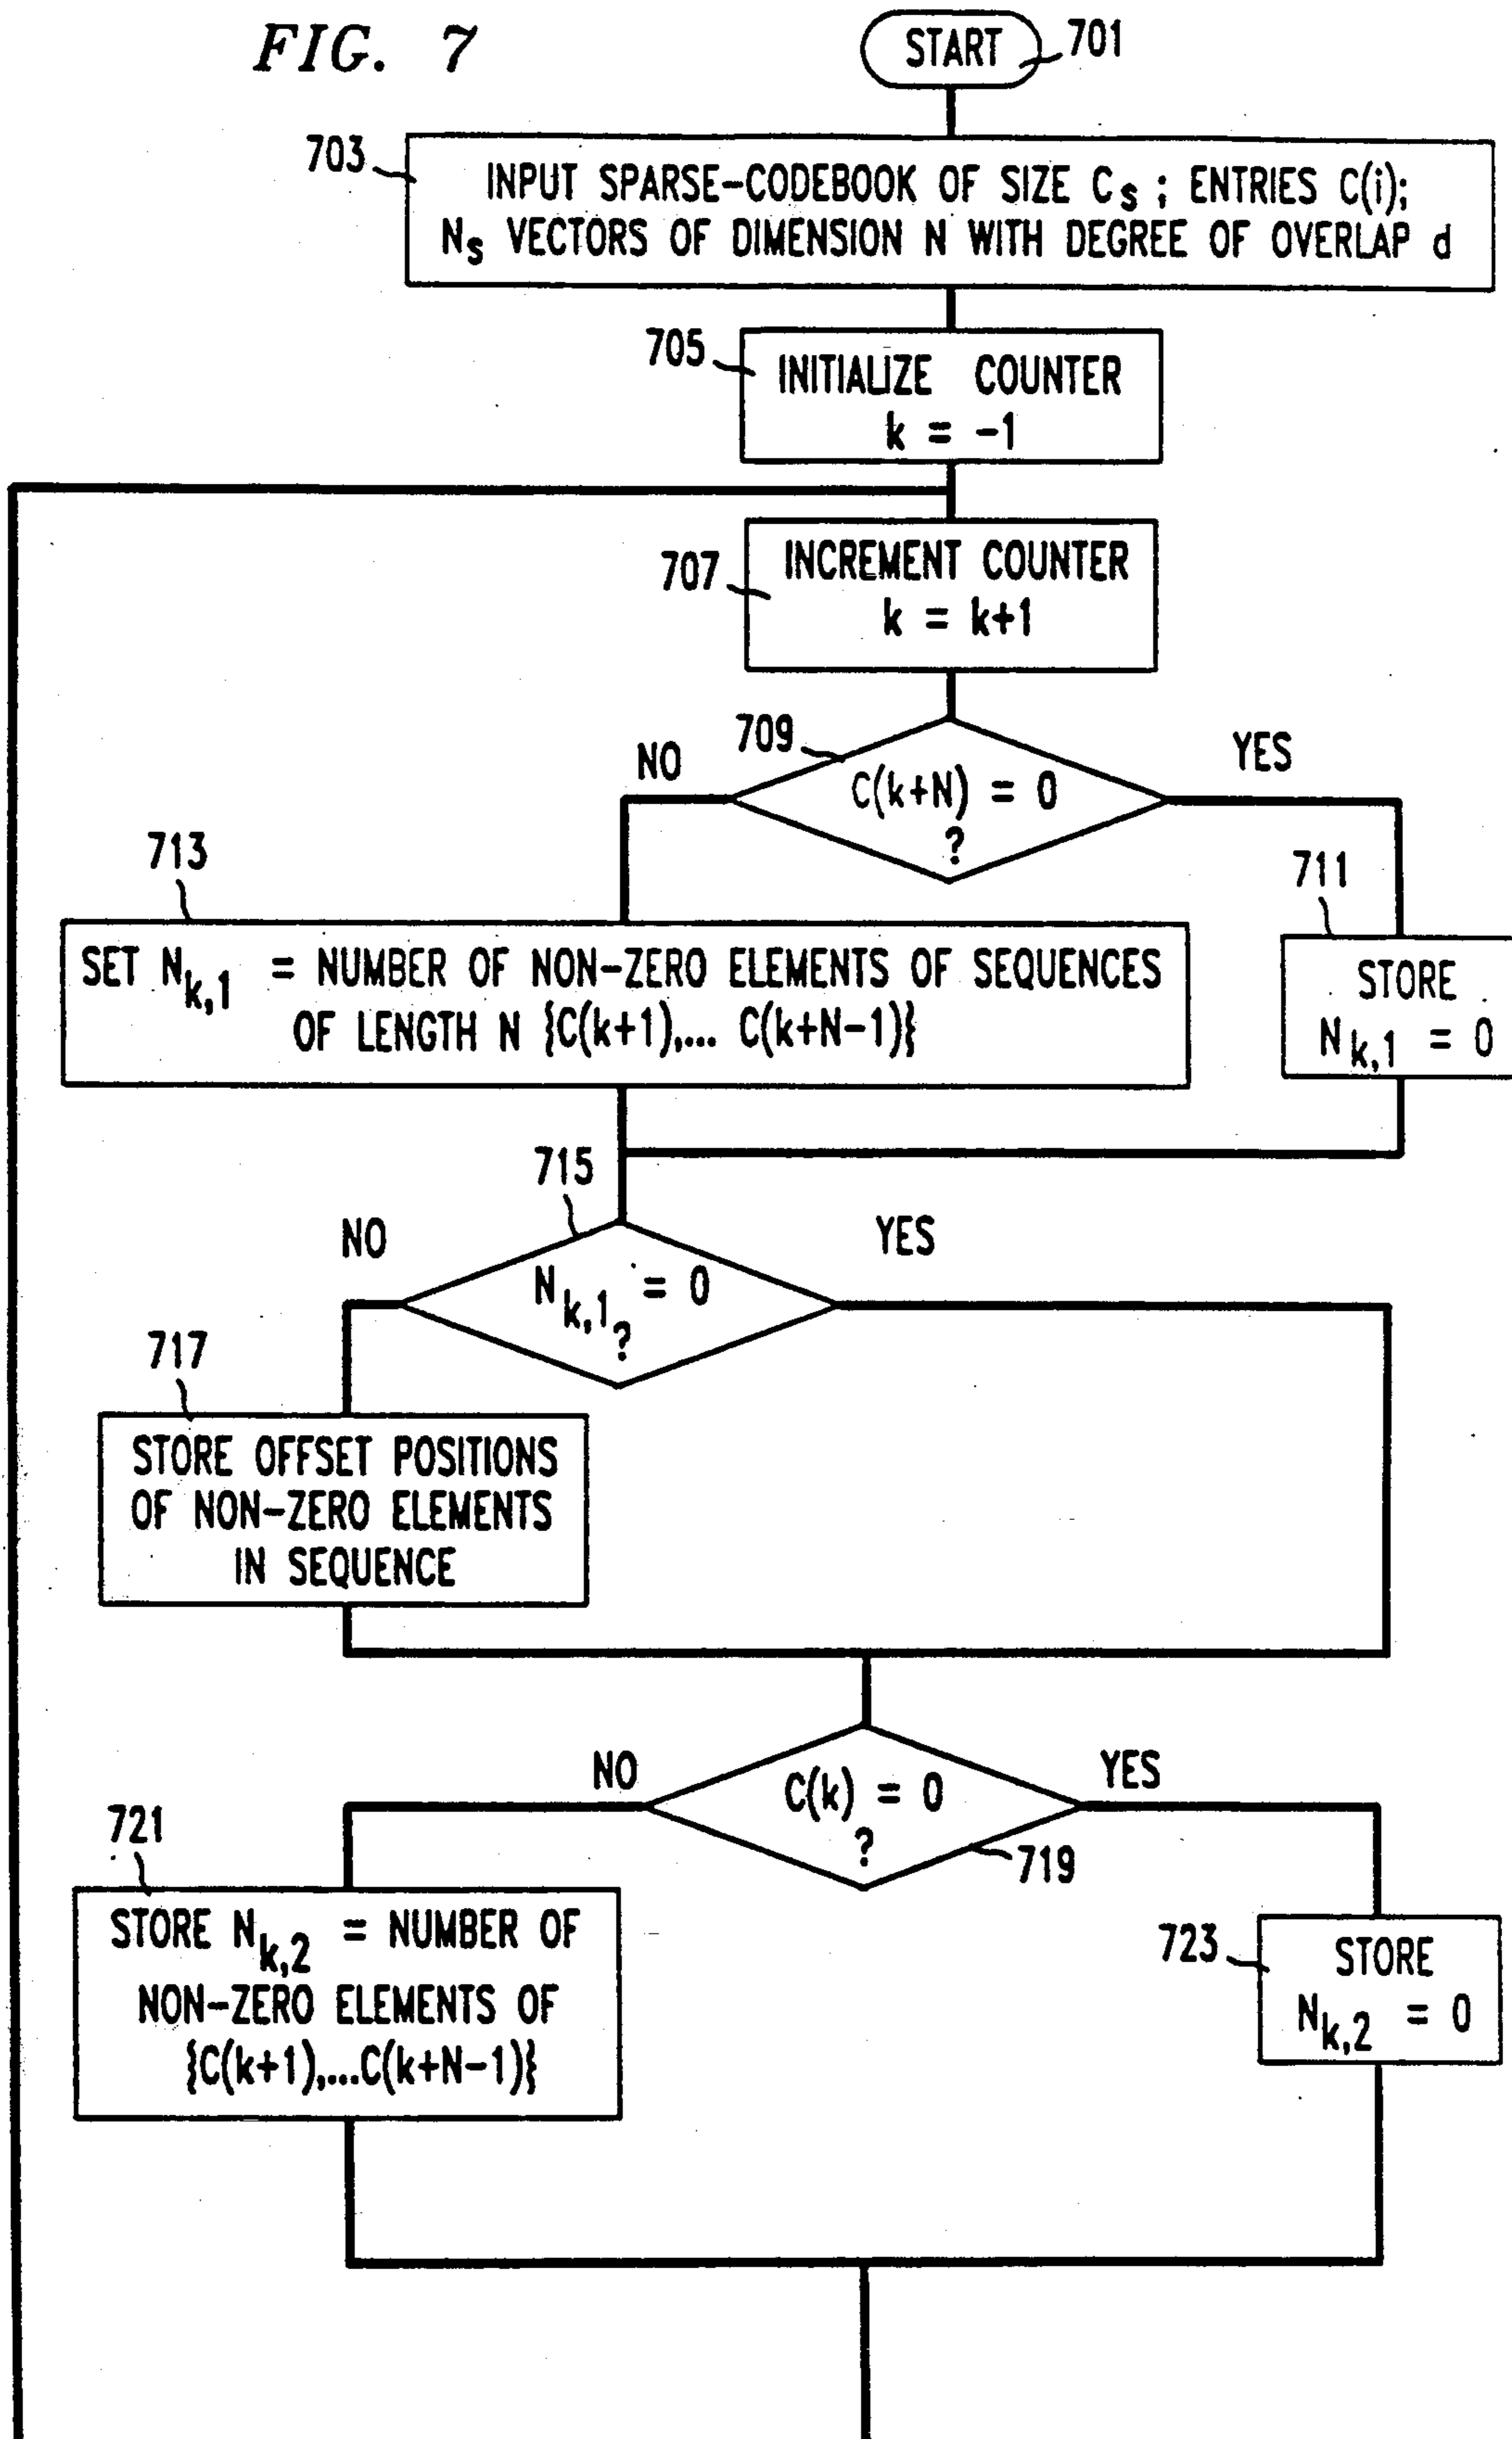 FIG. 7
START
701
703
INPUT SPARSE-CODEBOOK OF SIZE Cs ; ENTRIES C(i);
Ns VECTORS OF DIMENSION N WITH DEGREE OF OVERLAP d
705
INITIALIZE COUNTER
k = -1
707
INCREMENT COUNTER
k = k+1
709
NO
YES
C(k+N) = 0
?
713
711
SET Nk,1 = NUMBER OF NON-ZERO ELEMENTS OF SEQUENCES
OF LENGTH N {C(k+1),... C(k+N-1)}
STORE
Nk,1 = 0
715
NO
YES
Nk,1 = 0
?
717
STORE OFFSET POSITIONS
OF NON-ZERO ELEMENTS
IN SEQUENCE
NO
YES
C(k) = 0
?
719
721
STORE Nk,2 = NUMBER OF
NON-ZERO ELEMENTS OF
{C(k+1),...C(k+N-1)}
723
STORE
Nk,2 = 0